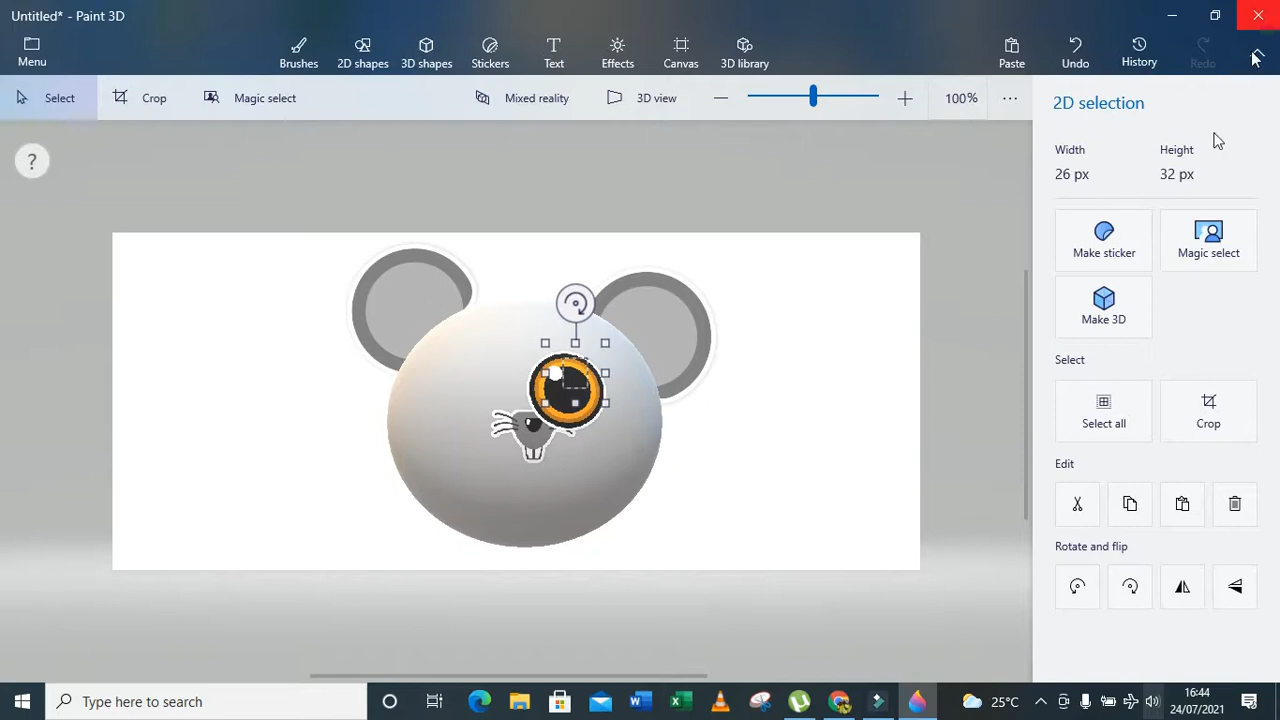 Untitled* - Paint 3D
Menu
Brushes
2D shapes
3D shapes
Stickers
Text
Effects
Canvas
3D library
Paste
Undo
History
Redo
Select
Crop
Magic select
Mixed reality
3D view
100%
2D selection
Width
Height
26 px
32 px
Make sticker
Magic select
Make 3D
Select
Select all
Crop
Edit
Rotate and flip
?
Type here to search
25°C
16:44
24/07/2021